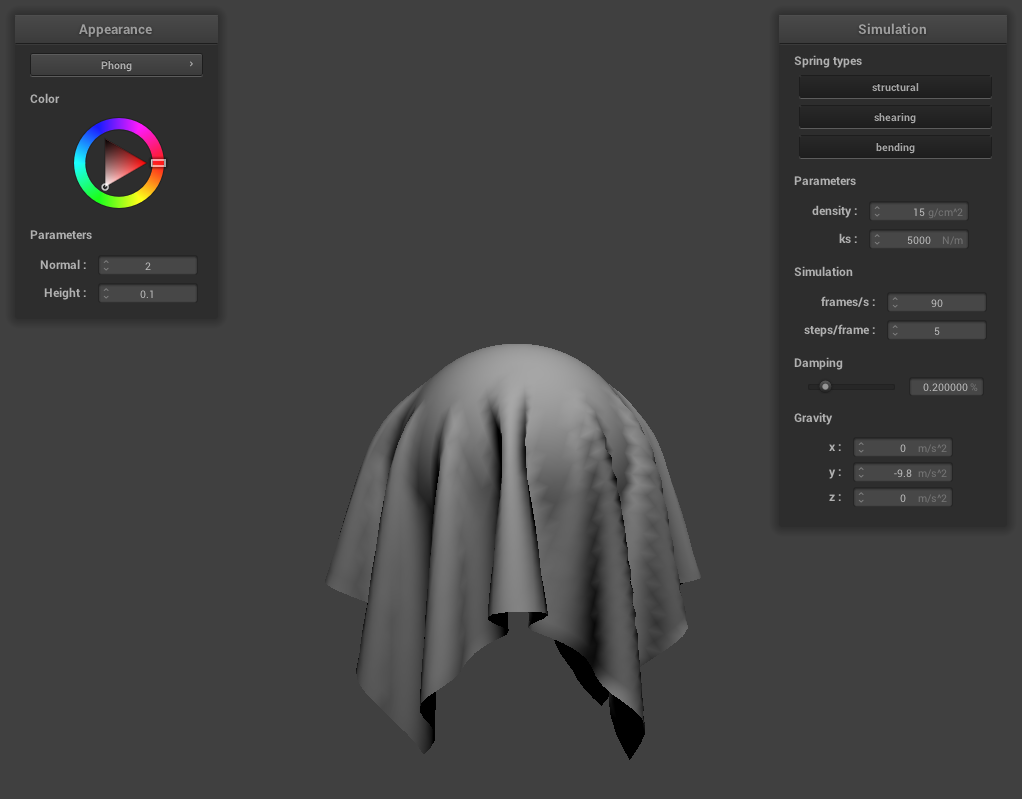 Appearance
Phong
Color
Parameters
Normal : 2
Height : 0.1
Simulation
Spring types
structural
shearing
bending
Parameters
density : 15 g/cm^2
ks : 5000 N/m
Simulation
frames/s : 90
steps/frame : 5
Damping
0.200000 %
Gravity
x : 0 m/s^2
y : -9.8 m/s^2
z : 0 m/s^2